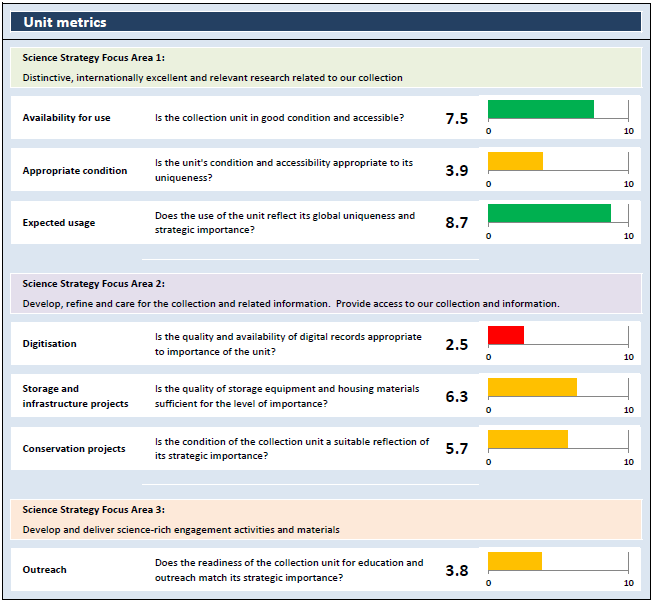 Unit metrics
Science Strategy Focus Area 1:
Distinctive, internationally excellent and relevant research related to our collection
Availability for use
Is the collection unit in good condition and accessible?
7.5
0 10
Appropriate condition
Is the unit's condition and accessibility appropriate to its
uniqueness?
3.9
0 10
Expected usage
Does the use of the unit reflect its global uniqueness and
strategic importance?
8.7
0 10
Science Strategy Focus Area 2:
Develop, refine and care for the collection and related information.  Provide access to our collection and information.
Digitisation
Is the quality and availability of digital records appropriate
to importance of the unit?
2.5
0 10
Storage and
infrastructure projects
Is the quality of storage equipment and housing materials
sufficient for the level of importance?
6.3
0 10
Conservation projects
Is the condition of the collection unit a suitable reflection of
its strategic importance?
5.7
0 10
Science Strategy Focus Area 3:
Develop and deliver science-rich engagement activities and materials
Outreach
Does the readiness of the collection unit for education and
outreach match its strategic importance?
3.8
0 10